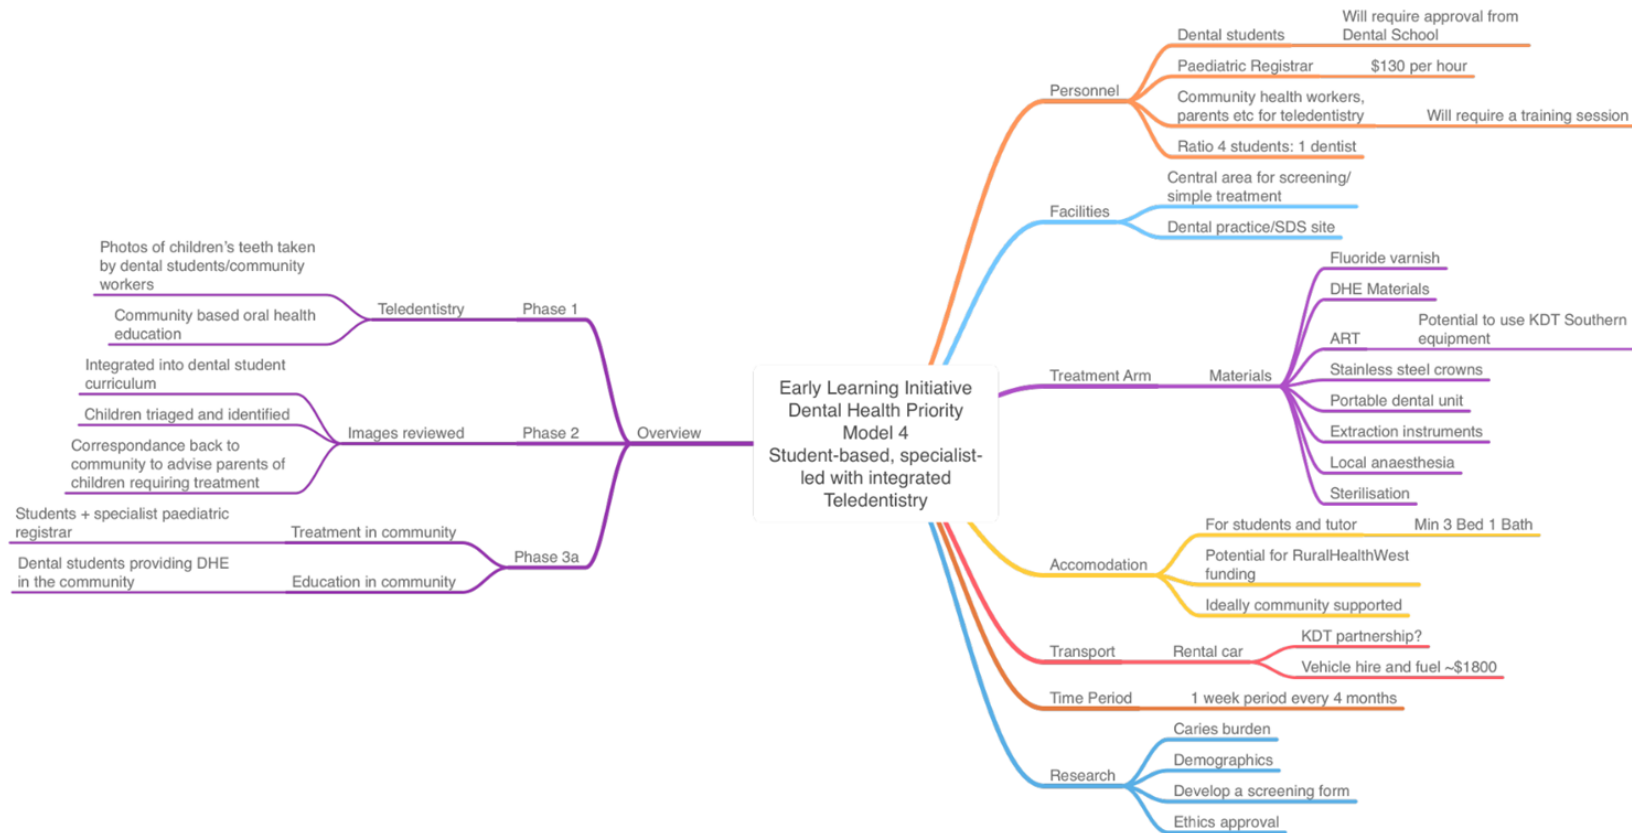 Early Learning Initiative
Dental Health Priority
Model 4
Student-based, specialist-
led with integrated
Teledentistry
Overview
Phase 1
Teledentistry
Photos of children's teeth taken
by dental students/community
workers
Community based oral health
education
Phase 2
Images reviewed
Integrated into dental student
curriculum
Children triaged and identified
Correspondance back to
community to advise parents of
children requiring treatment
Phase 3a
Treatment in community
Students + specialist paediatric
registrar
Education in community
Dental students providing DHE
in the community
Personnel
Dental students
Will require approval from
Dental School
Paediatric Registrar
$130 per hour
Community health workers,
parents etc for teledentistry
Will require a training session
Ratio 4 students: 1 dentist
Facilities
Central area for screening/
simple treatment
Dental practice/SDS site
Treatment Arm
Materials
Fluoride varnish
DHE Materials
ART
Potential to use KDT Southern
equipment
Stainless steel crowns
Portable dental unit
Extraction instruments
Local anaesthesia
Sterilisation
Accomodation
For students and tutor
Min 3 Bed 1 Bath
Potential for RuralHealthWest
funding
Ideally community supported
Transport
Rental car
KDT partnership?
Vehicle hire and fuel ~$1800
Time Period
1 week period every 4 months
Research
Caries burden
Demographics
Develop a screening form
Ethics approval